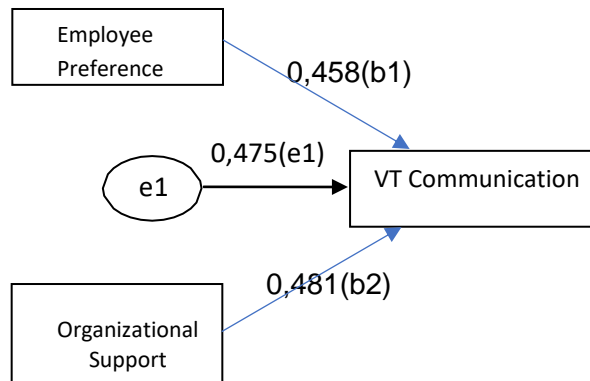 Employee
Preference
0,458(b1)
0,475(e1)
e1
VT Communication
0,481(b2)
Organizational
Support